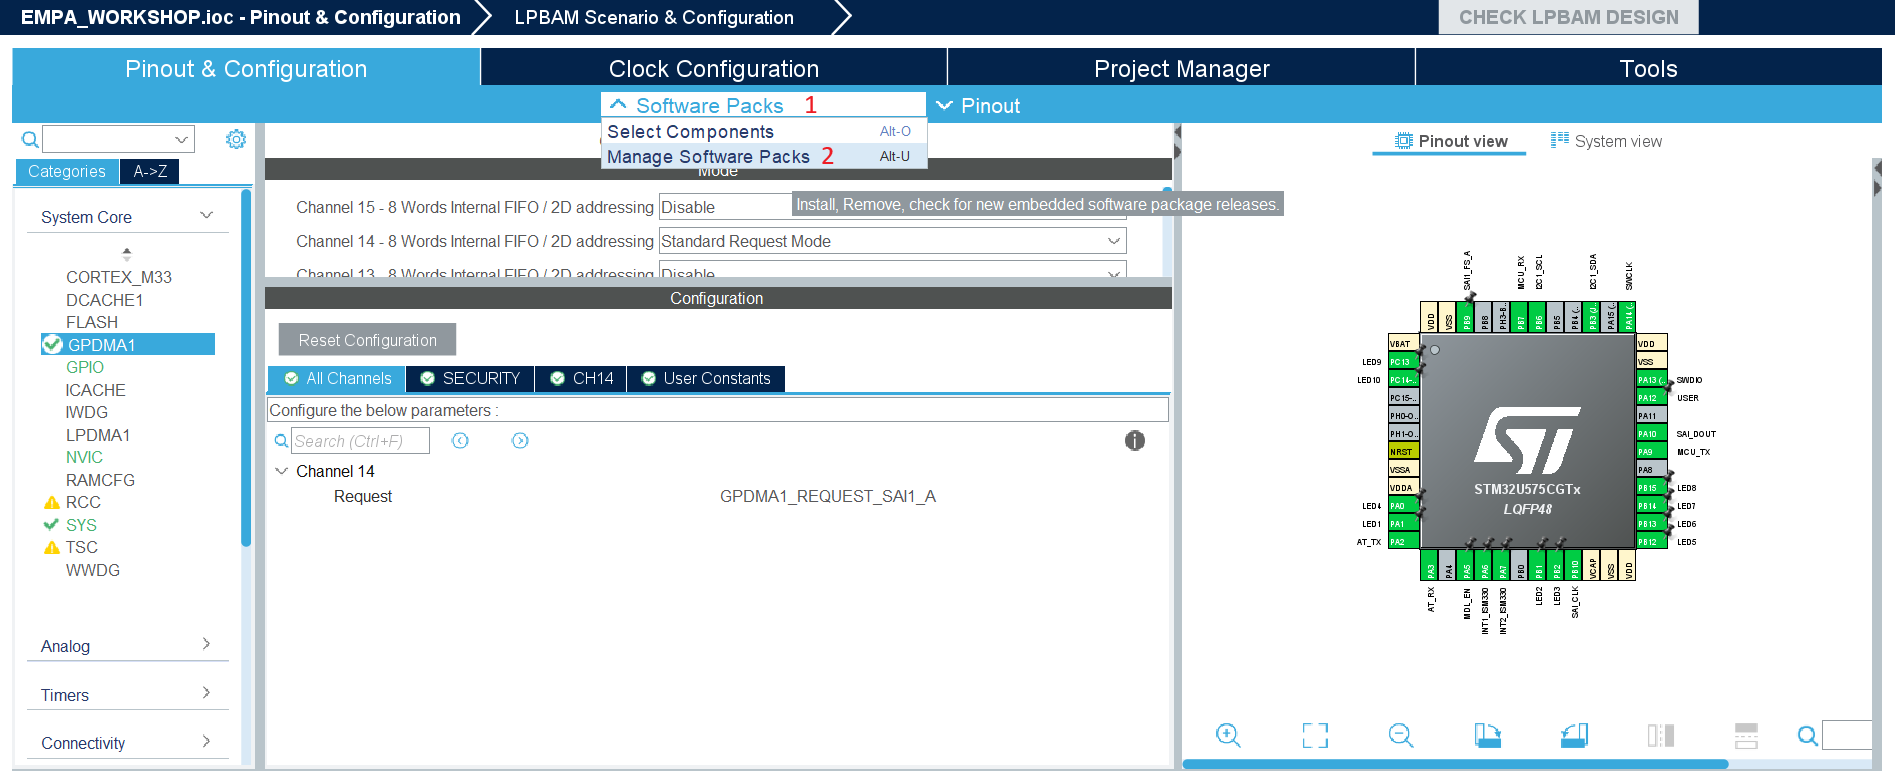 EMPA_WORKSHOP.ioc - Pinout & Configuration
LPBAM Scenario & Configuration
CHECK LPBAM DESIGN
Pinout & Configuration
Clock Configuration
Project Manager
Tools
Software Packs 1
Pinout
Select Components Alt-O
Manage Software Packs 2 Alt-U
Install, Remove, check for new embedded software package releases.
Categories
A->Z
System Core
CORTEX_M33
DCACHE1
FLASH
GPDMA1
GPIO
ICACHE
IWDG
LPDMA1
NVIC
RAMCFG
RCC
SYS
TSC
WWDG
Analog
Timers
Connectivity
Mode
Channel 15 - 8 Words Internal FIFO / 2D addressing Disable
Channel 14 - 8 Words Internal FIFO / 2D addressing Standard Request Mode
Channel 13 - 8 Words Internal FIFO / 2D addressing Disable
Configuration
Reset Configuration
All Channels
SECURITY
CH14
User Constants
Configure the below parameters :
Search (Ctrl+F)
Channel 14
Request GPDMA1_REQUEST_SAI1_A
Pinout view
System view
SAI1_FS_A
MCU_RX
I2C1_SCL
I2C1_SDA
SWCLK
VDD
VSS
PB9
PB8
PH3-B..
PB7
PB6
PB5
PB4 (..
PB3 (J..
PA15 (..
PA14 (..
VBAT
LED9 PC13
LED10 PC14-..
PC15-..
PH0-O..
PH1-O..
NRST
VSSA
VDDA
LED4 PA0
LED1 PA1
AT_TX PA2
VDD
VSS
PA13 (.. SWDIO
PA12 USER
PA11
PA10 SAI_DOUT
PA9 MCU_TX
PA8
PB15 LED8
PB14 LED7
PB13 LED6
PB12 LED5
STM32U575CGTx
LQFP48
PA3
PA4
PA5
PA6
PA7
PB0
PB1
PB2
PB10
VCAP
VSS
VDD
AT_RX
MDL_EN
INT1_ISM330
INT2_ISM330
LED2
LED3
SAI_CLK